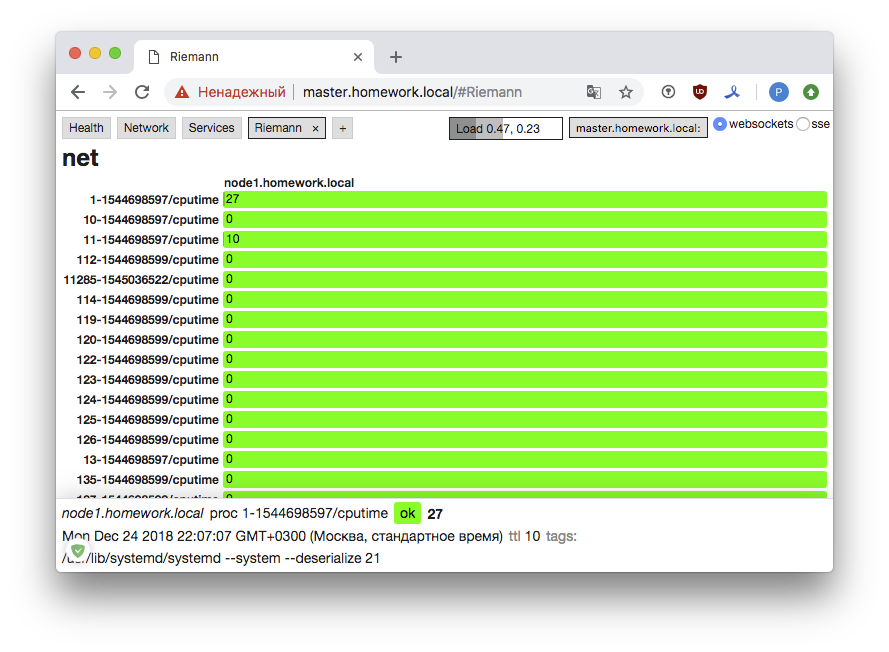 Riemann
Ненадежный master.homework.local/#Riemann
Health Network Services Riemann × + Load 0.47, 0.23 master.homework.local: websockets sse
net
node1.homework.local
1-1544698597/cputime 27
10-1544698597/cputime 0
11-1544698597/cputime 10
112-1544698599/cputime 0
11285-1545036522/cputime 0
114-1544698599/cputime 0
119-1544698599/cputime 0
120-1544698599/cputime 0
122-1544698599/cputime 0
123-1544698599/cputime 0
124-1544698599/cputime 0
125-1544698599/cputime 0
126-1544698599/cputime 0
13-1544698597/cputime 0
135-1544698599/cputime 0
137-1544698599/cputime 0
node1.homework.local proc 1-1544698597/cputime ok 27
Mon Dec 24 2018 22:07:07 GMT+0300 (Москва, стандартное время) ttl 10 tags:
/usr/lib/systemd/systemd --system --deserialize 21